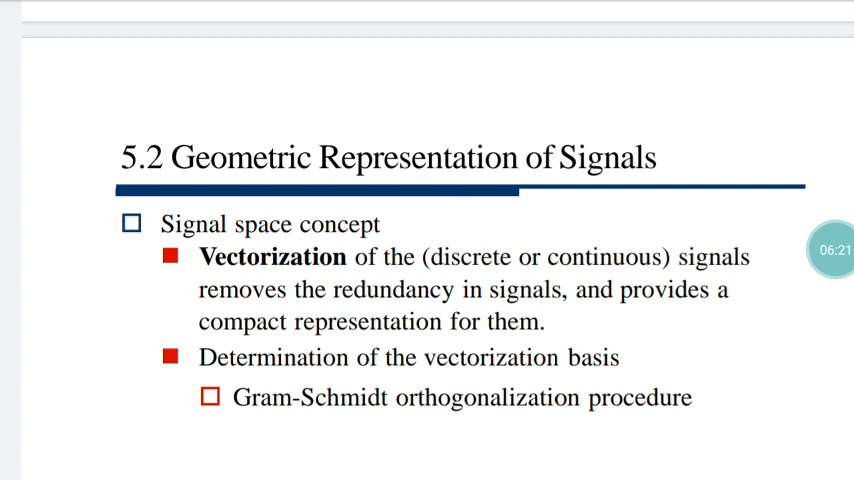 5.2 Geometric Representation of Signals
Signal space concept
Vectorization of the (discrete or continuous) signals
removes the redundancy in signals, and provides a
compact representation for them.
06:21
Determination of the vectorization basis
Gram-Schmidt orthogonalization procedure